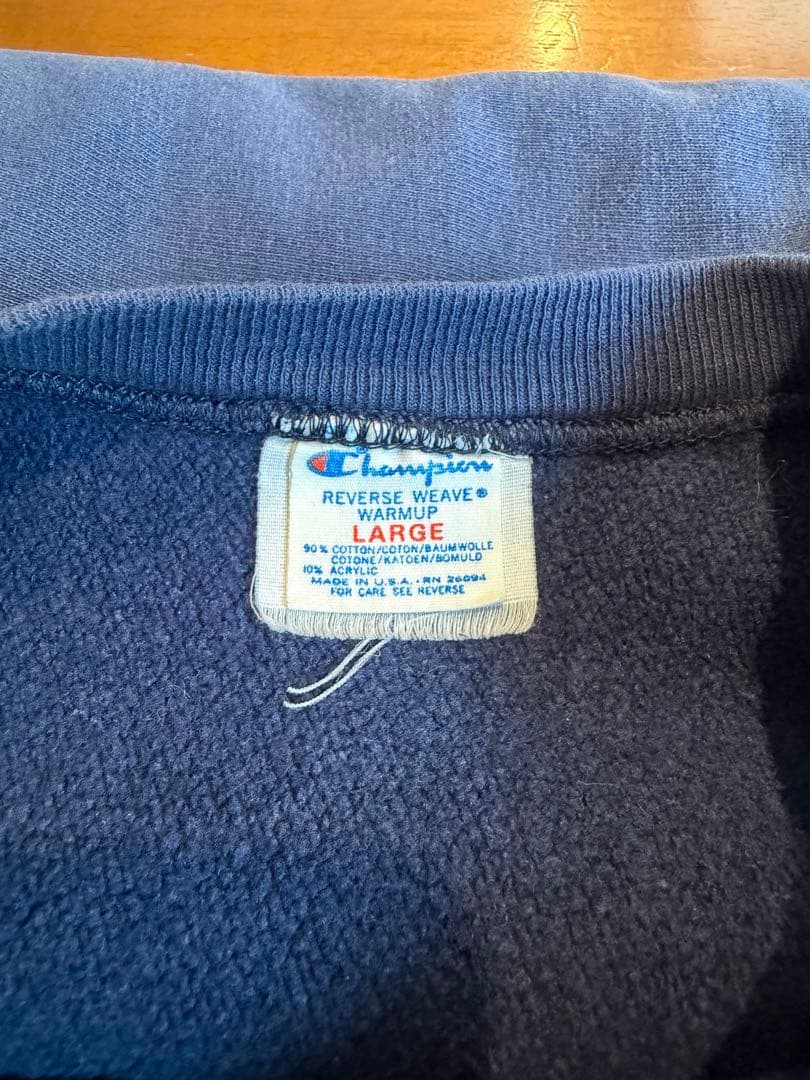 Champion
REVERSE WEAVE®
WARMUP
LARGE
90% COTTON/COTON/BAUMWOLLE
COTONE/KATOEN/BOMULD
10% ACRYLIC
MADE IN U.S.A. · RN 26094
FOR CARE SEE REVERSE